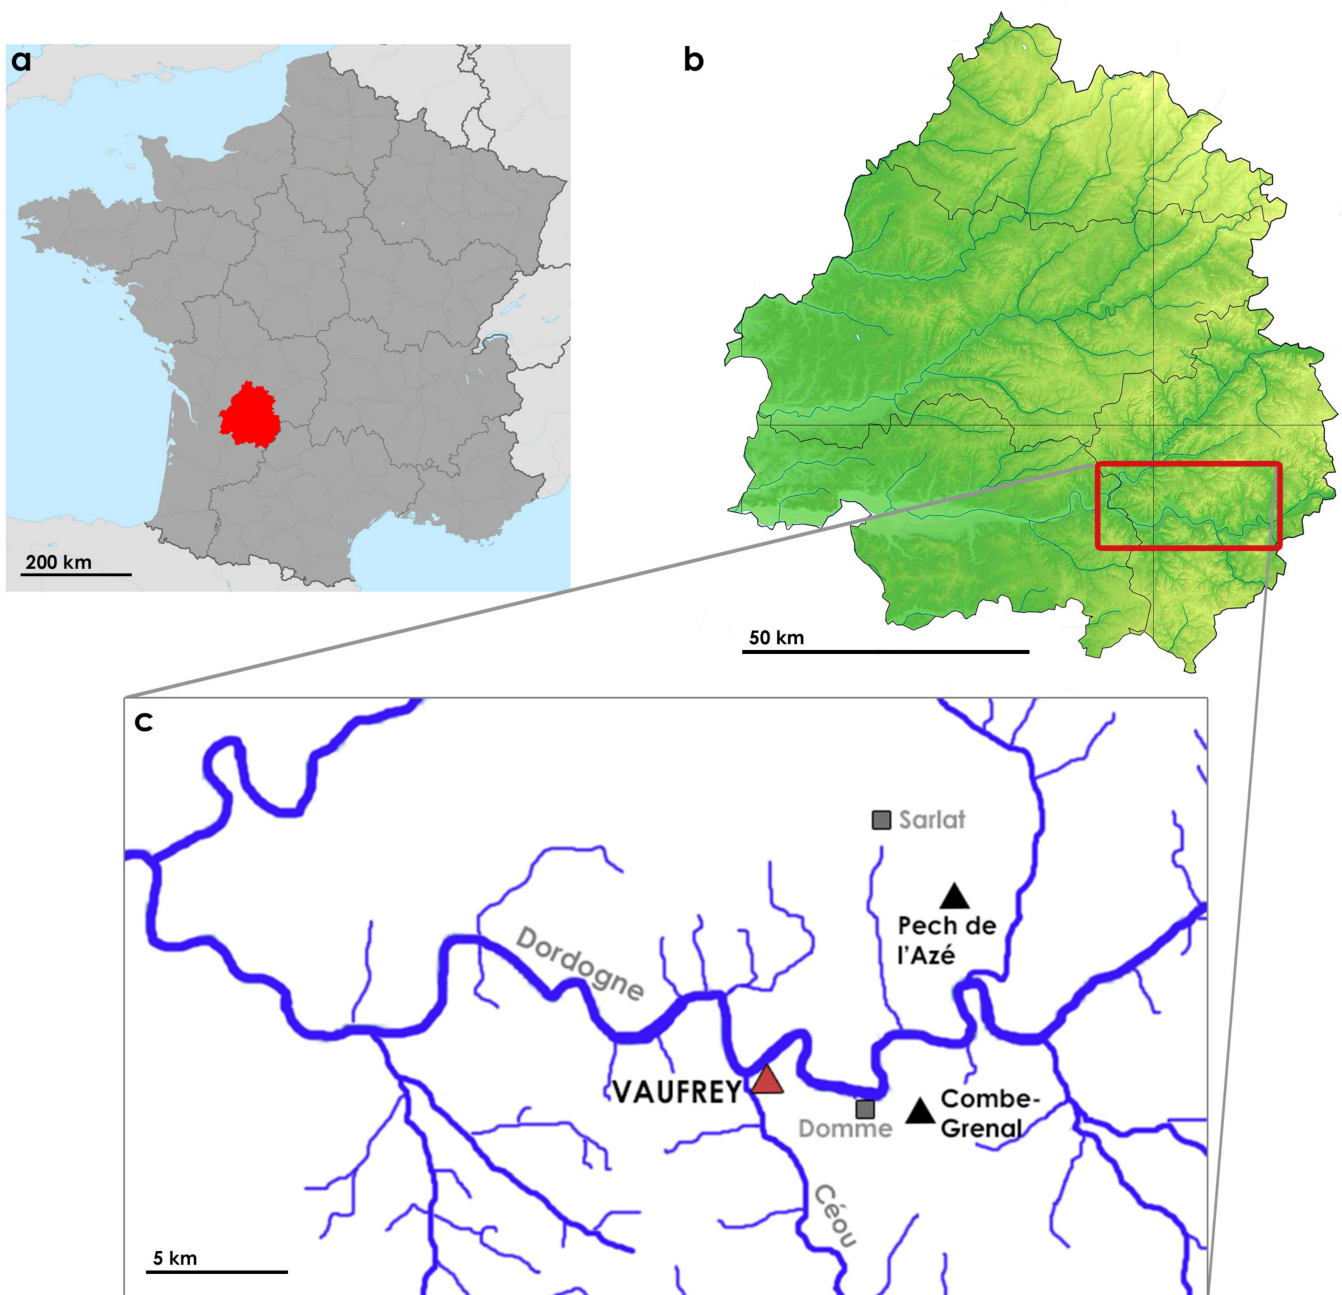 a
200 km
b
50 km
c
Sarlat
Pech de
l'Azé
Dordogne
VAUFREY
Domme
Combe-
Grenal
Céou
5 km